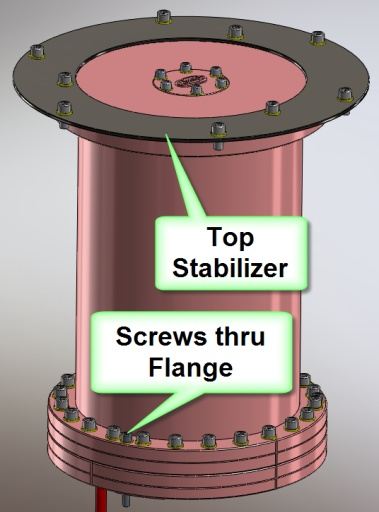 Top
Stabilizer
Screws thru
Flange